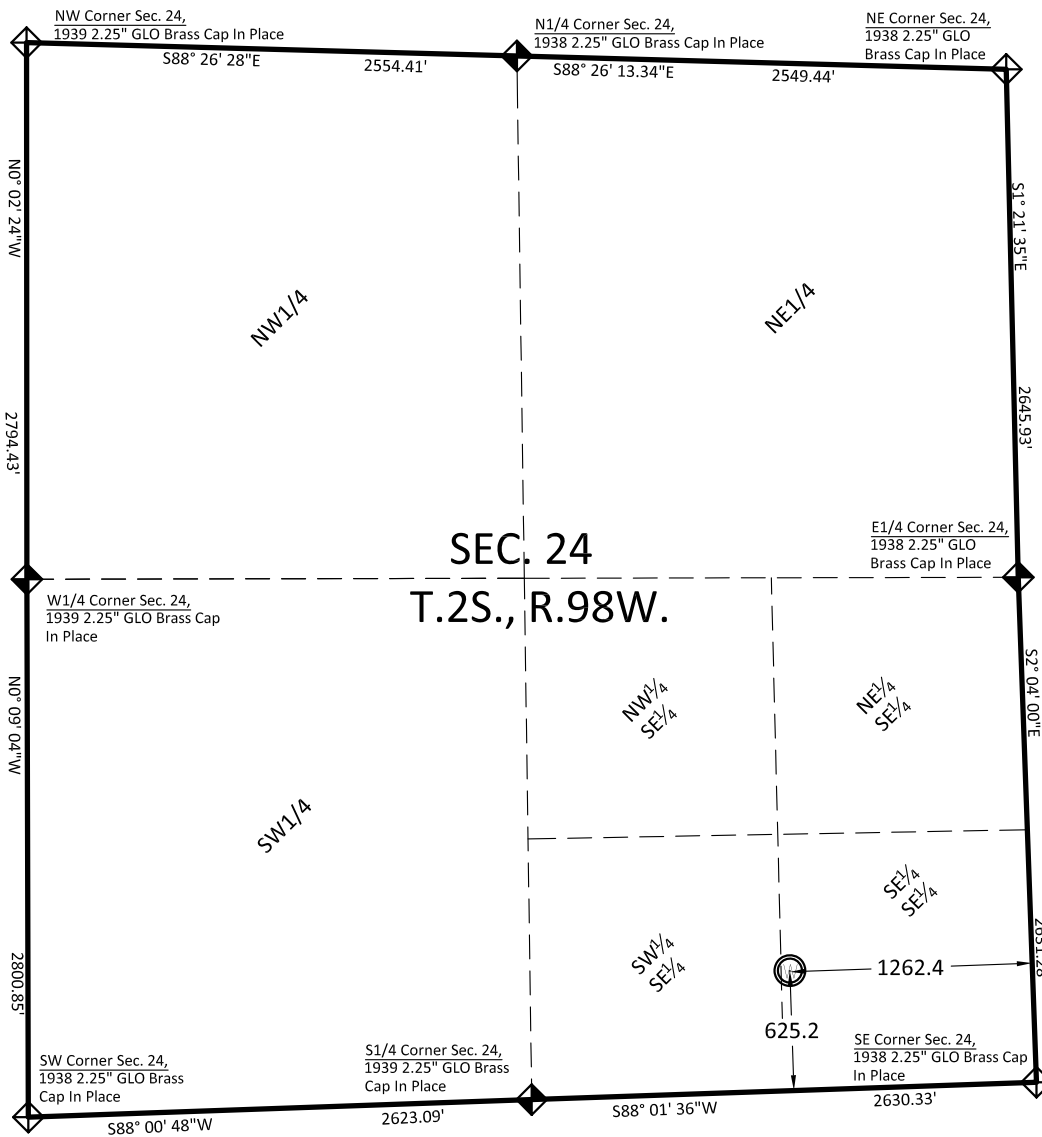 NW Corner Sec. 24,
1939 2.25" GLO Brass Cap In Place
N1/4 Corner Sec. 24,
1938 2.25" GLO Brass Cap In Place
NE Corner Sec. 24,
1938 2.25" GLO
Brass Cap In Place
S88° 26' 28"E
2554.41'
S88° 26' 13.34"E
2549.44'
N0° 02' 24"W
2794.43'
S1° 21' 35"E
2645.93'
NW1/4
NE1/4
SEC. 24
T.2S., R.98W.
E1/4 Corner Sec. 24,
1938 2.25" GLO
Brass Cap In Place
W1/4 Corner Sec. 24,
1939 2.25" GLO Brass Cap
In Place
N0° 09' 04"W
2800.85'
S2° 04' 00"E
NW1/4
SE1/4
NE1/4
SE1/4
SW1/4
SE1/4
SE1/4
SW1/4
SE1/4
1262.4
625.2
SW Corner Sec. 24,
1938 2.25" GLO Brass
Cap In Place
S1/4 Corner Sec. 24,
1939 2.25" GLO Brass
Cap In Place
SE Corner Sec. 24,
1938 2.25" GLO Brass Cap
In Place
S88° 00' 48"W
2623.09'
S88° 01' 36"W
2630.33'